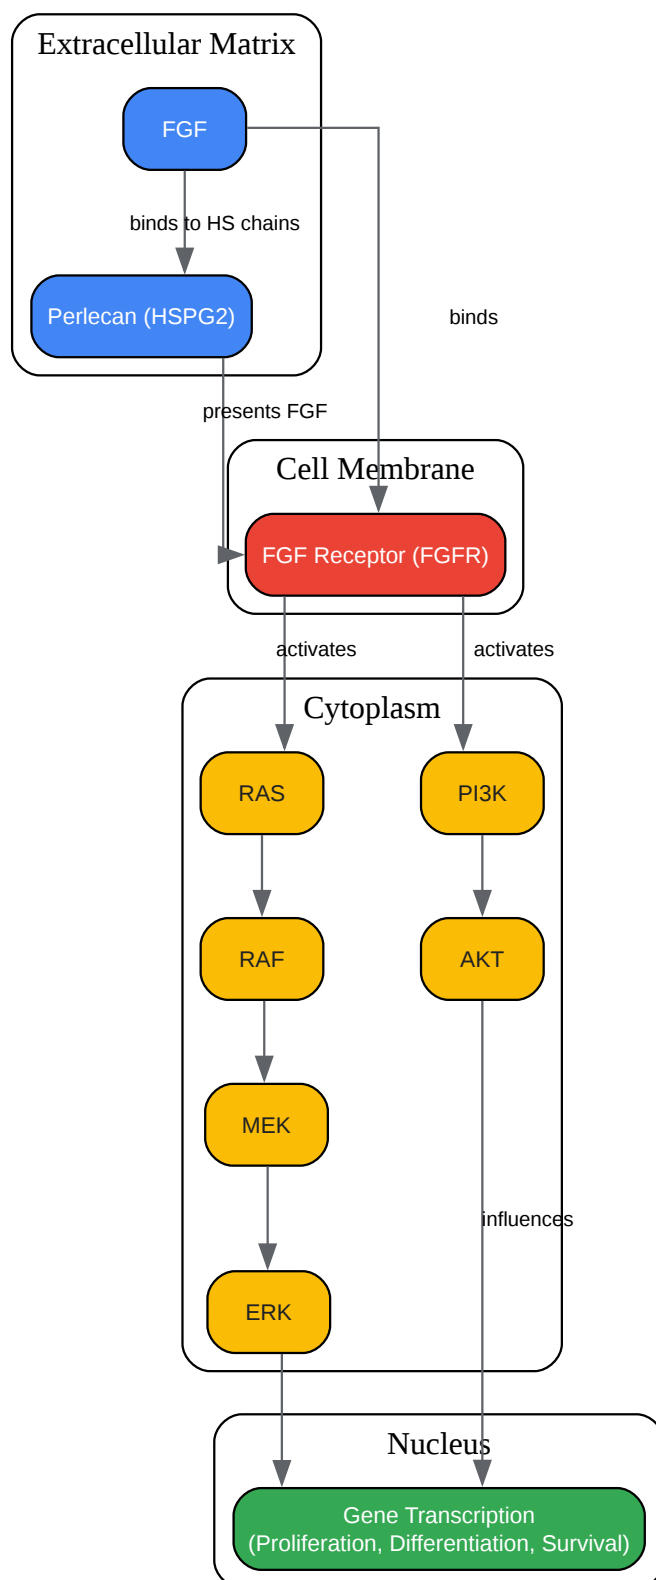 Extracellular Matrix
FGF
binds to HS chains
Perlecan (HSPG2)
binds
presents FGF
Cell Membrane
FGF Receptor (FGFR)
activates
activates
Cytoplasm
RAS
PI3K
RAF
AKT
MEK
influences
ERK
Nucleus
Gene Transcription
(Proliferation, Differentiation, Survival)